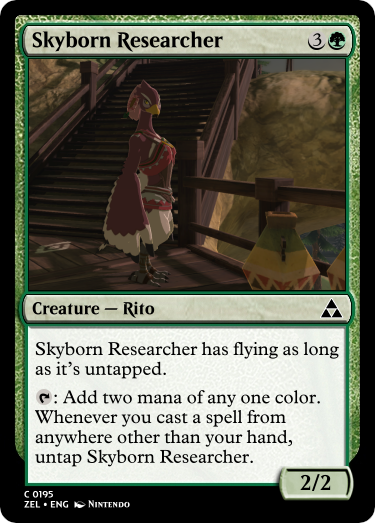 Skyborn Researcher 3
Creature — Rito
Skyborn Researcher has flying as long
as it's untapped.
: Add two mana of any one color.
Whenever you cast a spell from
anywhere other than your hand,
untap Skyborn Researcher.
2/2
C 0195
ZEL • ENG Nintendo